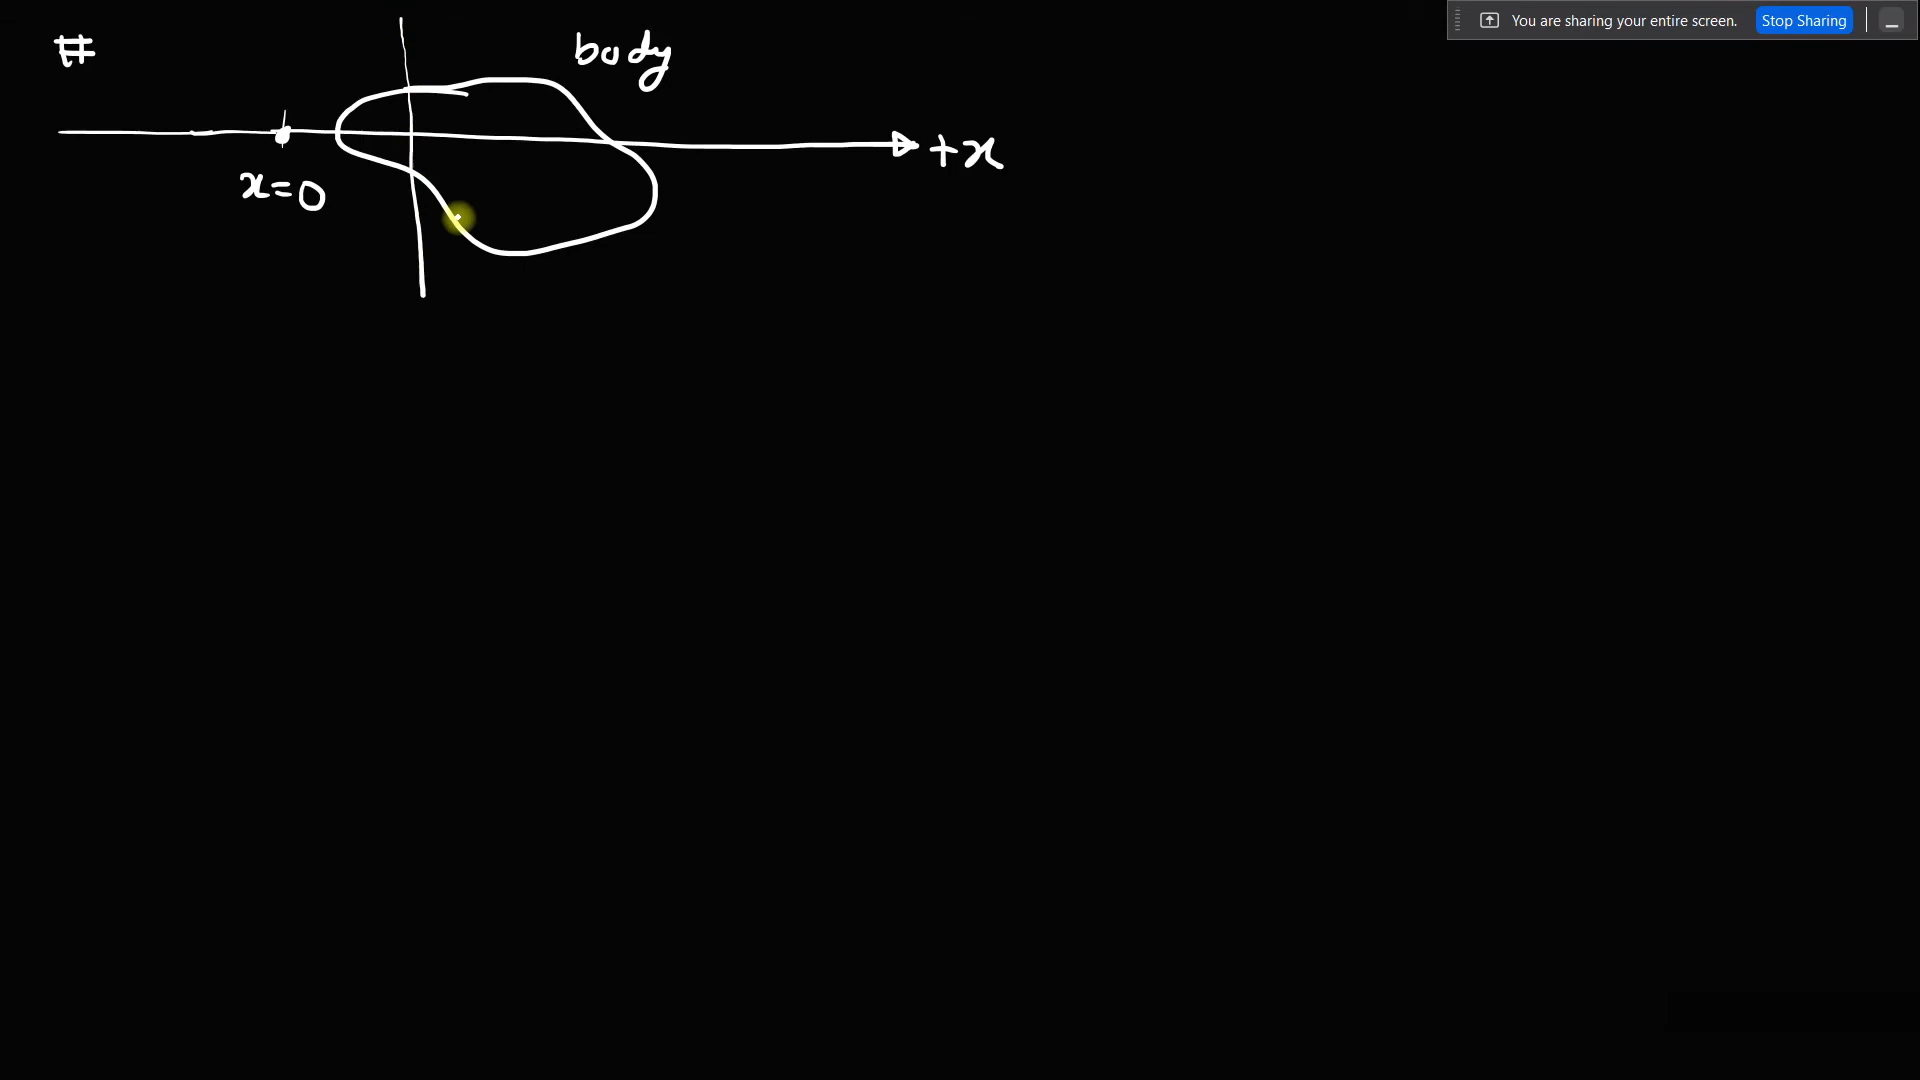 You are sharing your entire screen. Stop Sharing
#
body
+x
x=0